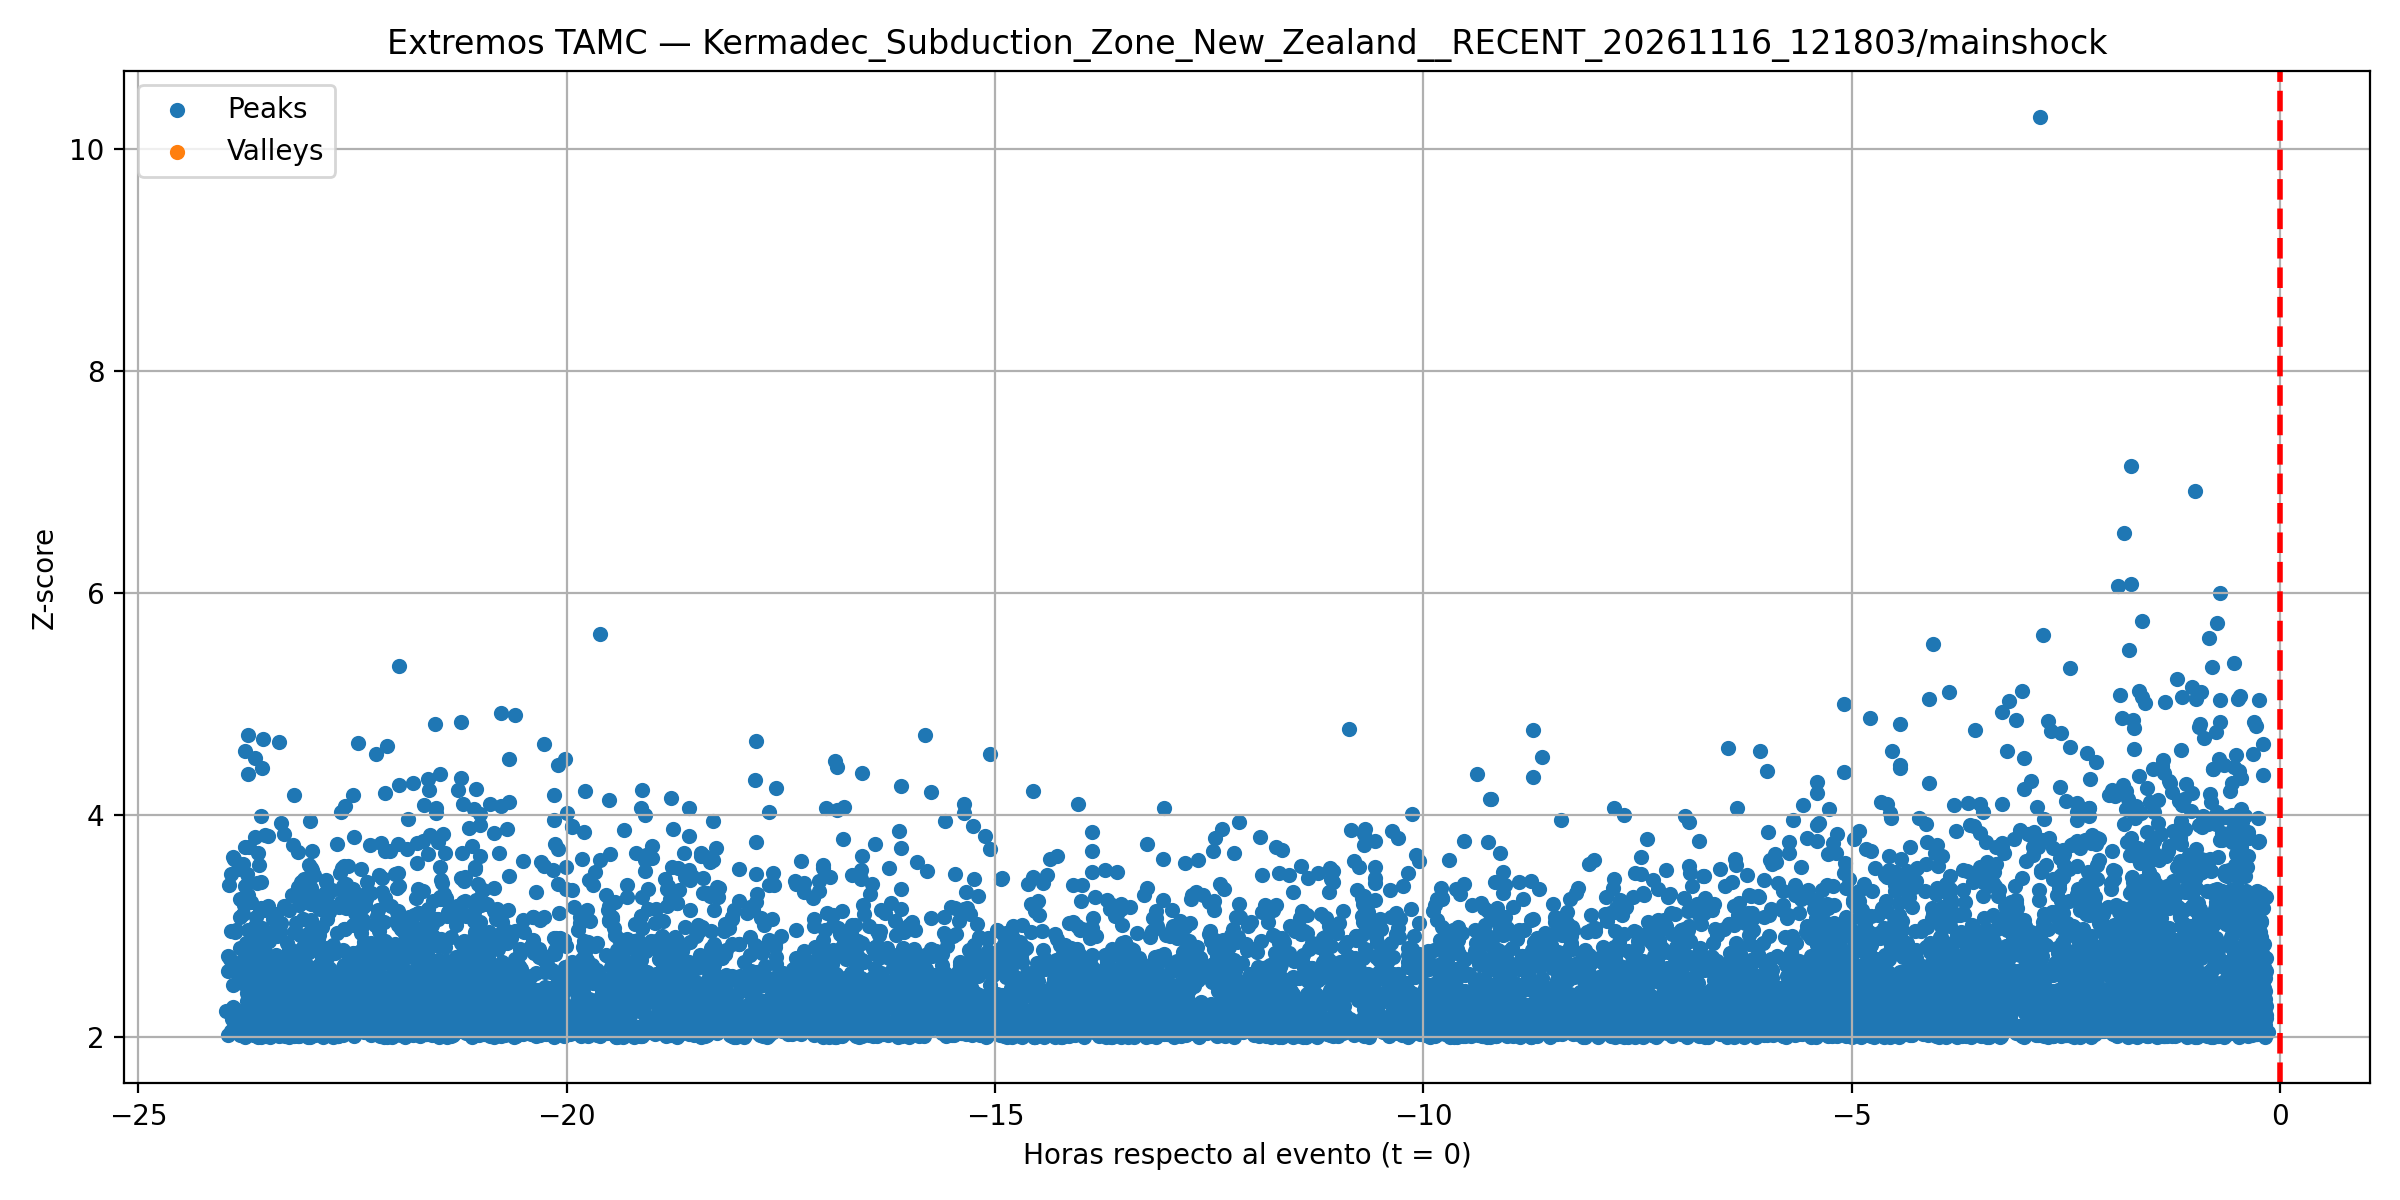 Extremos TAMC — Kermadec_Subduction_Zone_New_Zealand__RECENT_20261116_121803/mainshock
Peaks
Valleys
10
8
6
4
2
Z-score
−25
−20
−15
−10
−5
0
Horas respecto al evento (t = 0)